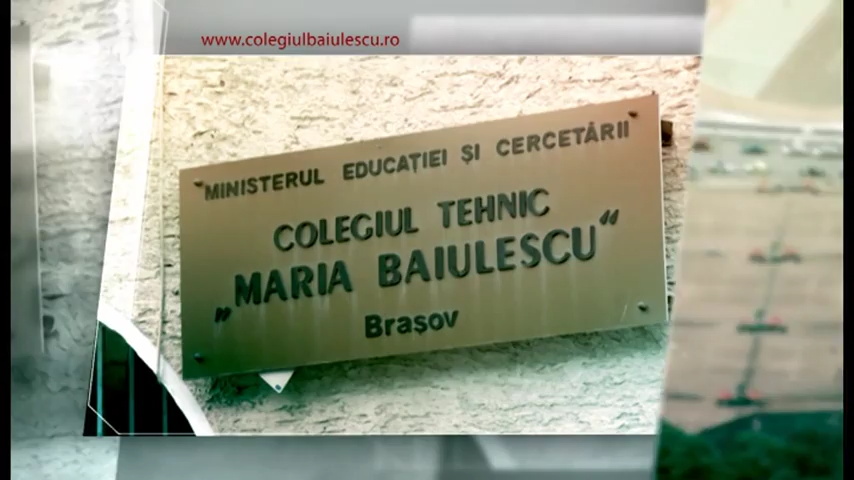 www.colegiulbaiulescu.ro
MINISTERUL EDUCAȚIEI ȘI CERCETĂRII
COLEGIUL TEHNIC
„MARIA BAIULESCU“
Brașov